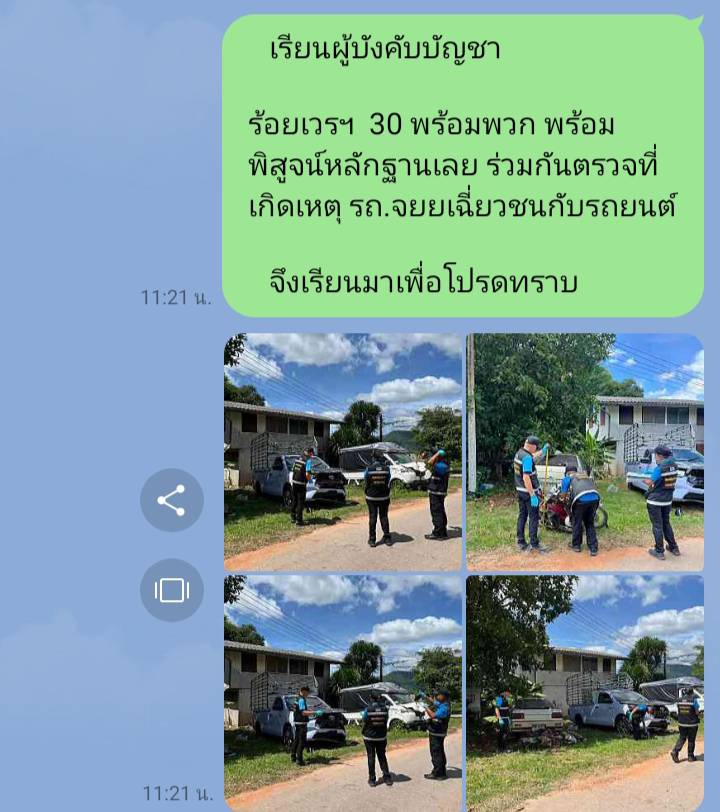 เรียนผู้บังคับบัญชา
ร้อยเวรฯ 30 พร้อมพวก พร้อม
พิสูจน์หลักฐานเลย ร่วมกันตรวจที่
เกิดเหตุ รถ.จยยเฉี่ยวชนกับรถยนต์
จึงเรียนมาเพื่อโปรดทราบ
11:21 น.
11:21 น.